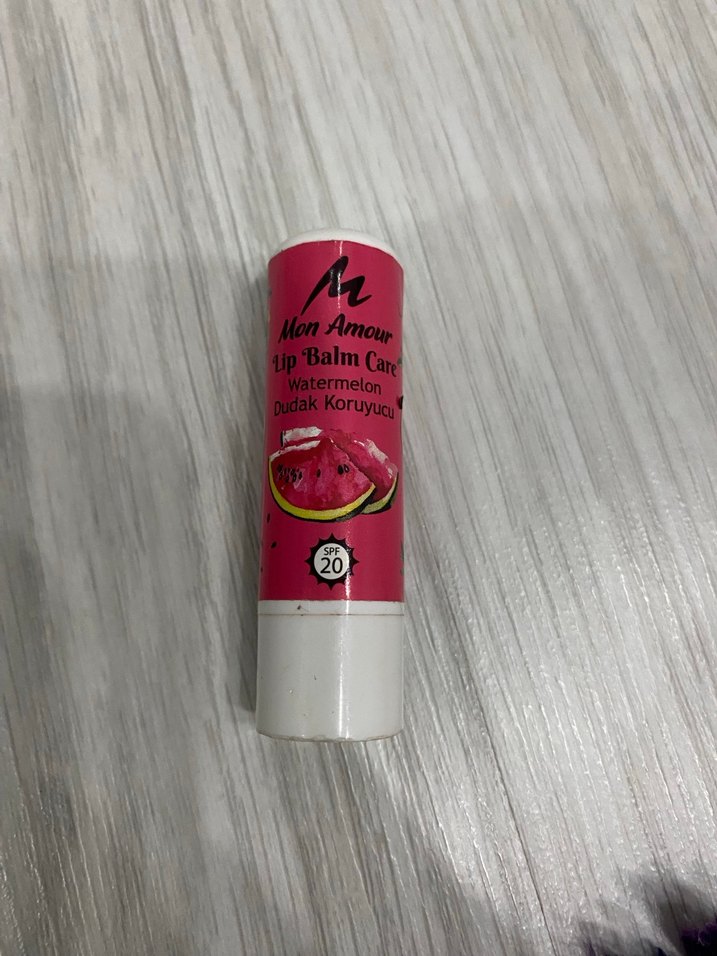 M
Mon Amour
Lip Balm Care
Watermelon
Dudak Koruyucu
SPF
20